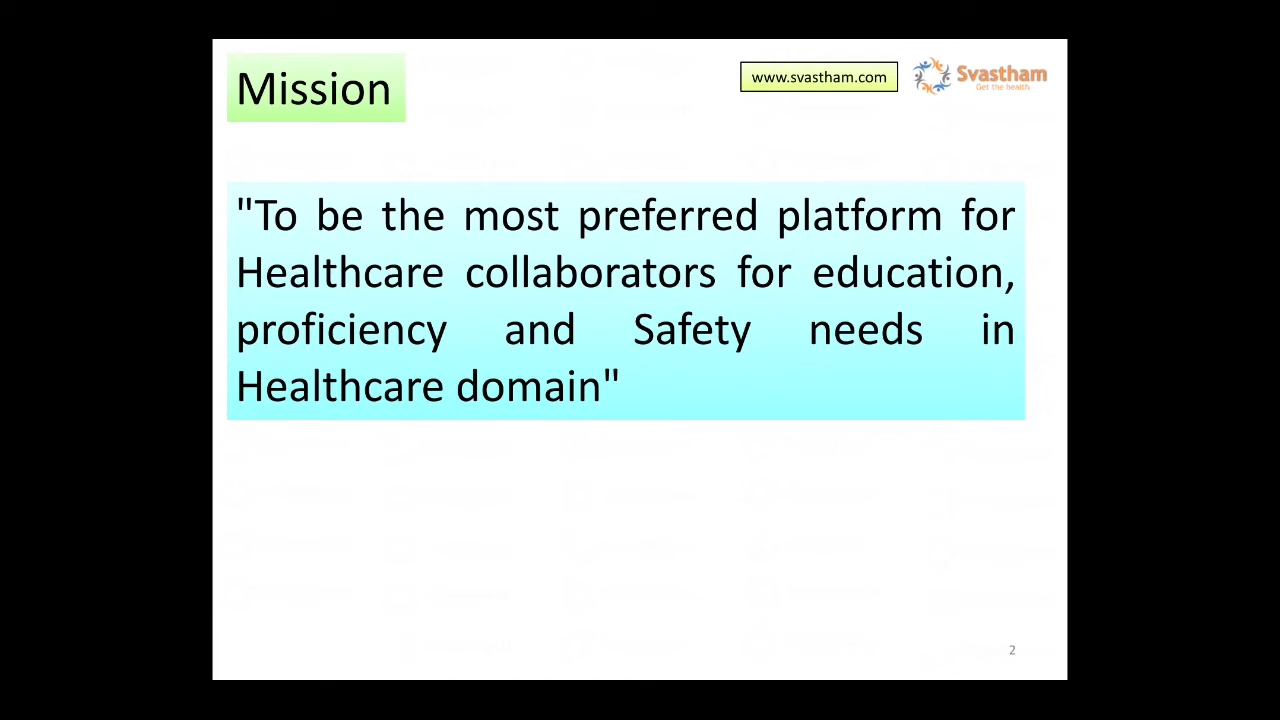 Mission
www.svastham.com
Svastham
Get the health
"To be the most preferred platform for
Healthcare collaborators for education,
proficiency and Safety needs in
Healthcare domain"
2